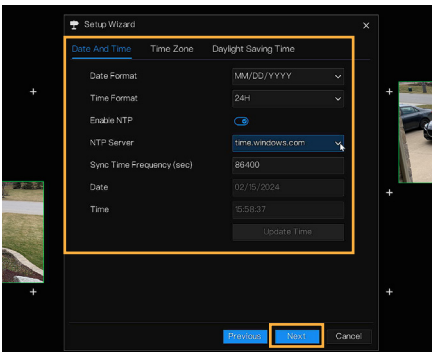 Setup Wizard
Date And Time Time Zone Daylight Saving Time
Date Format MM/DD/YYYY
Time Format 24H
Enable NTP
NTP Server time.windows.com
Sync Time Frequency (sec) 86400
Date 02/15/2024
Time 15:58:37
Update Time
Previous Next Cancel